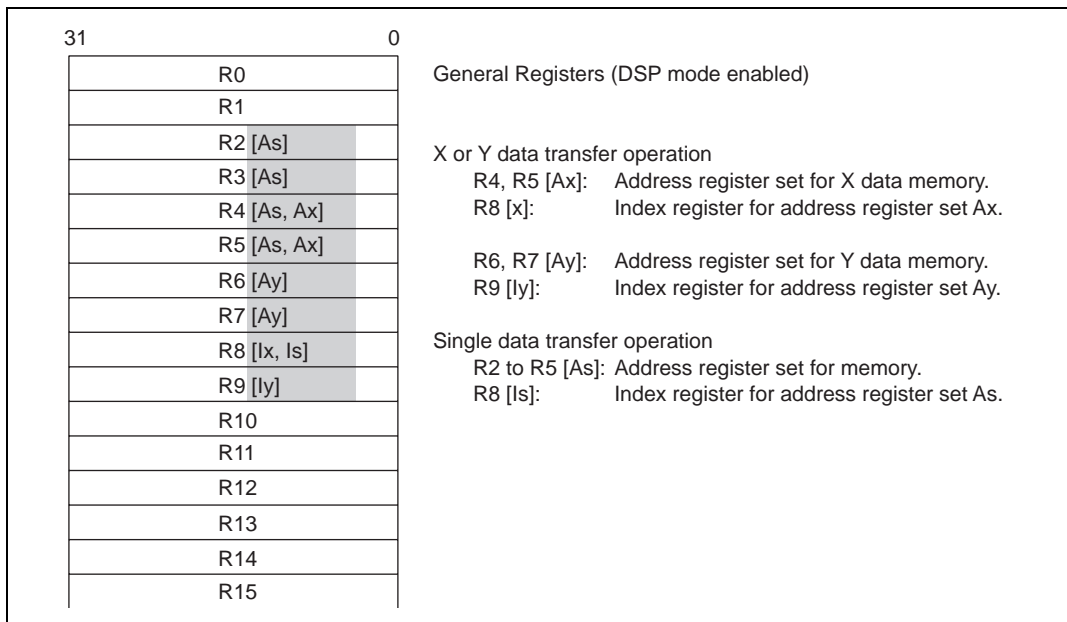 31 0
R0
R1
R2 [As]
R3 [As]
R4 [As, Ax]
R5 [As, Ax]
R6 [Ay]
R7 [Ay]
R8 [Ix, Is]
R9 [Iy]
R10
R11
R12
R13
R14
R15
General Registers (DSP mode enabled)
X or Y data transfer operation
R4, R5 [Ax]: Address register set for X data memory.
R8 [x]: Index register for address register set Ax.
R6, R7 [Ay]: Address register set for Y data memory.
R9 [Iy]: Index register for address register set Ay.
Single data transfer operation
R2 to R5 [As]: Address register set for memory.
R8 [Is]: Index register for address register set As.